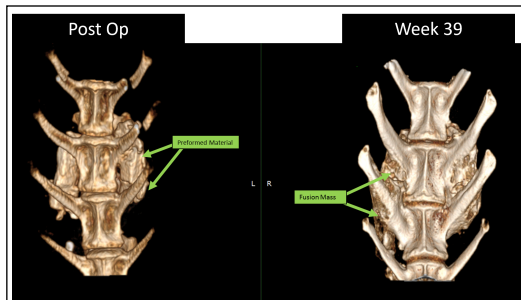 Post Op
Week 39
Preformed Material
L R
Fusion Mass